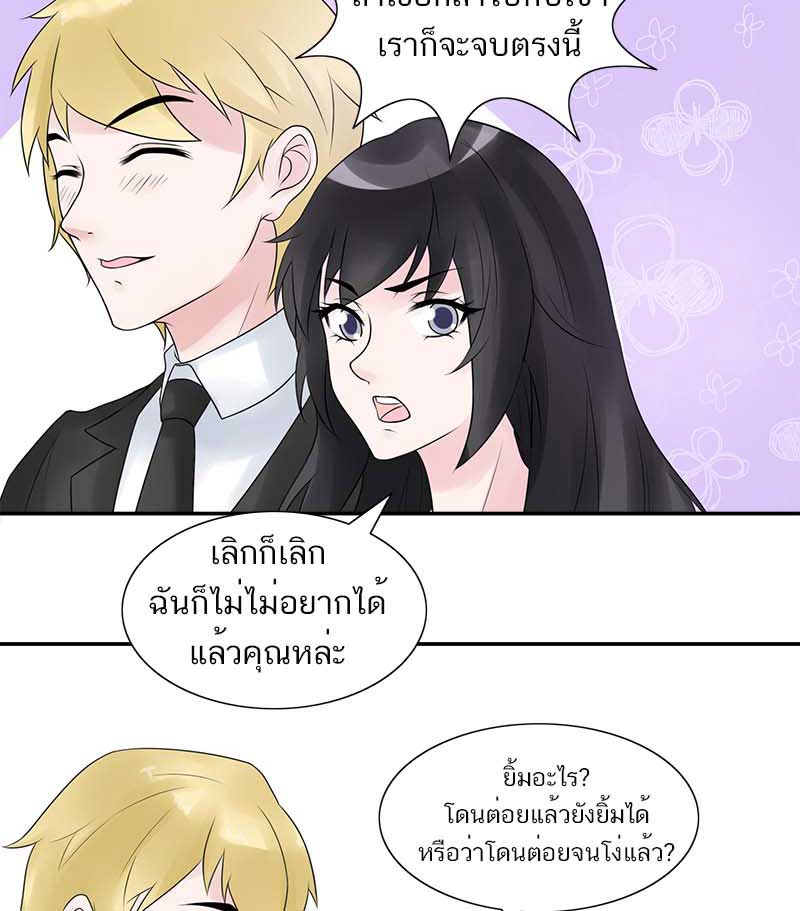 เราก็จะจบตรงนี้
เลิกก็เลิก
ฉันก็ไม่ไม่อยากได้
แล้วคุณหล่ะ
ยิ้มอะไร?
โดนต่อยแล้วยังยิ้มได้
หรือว่าโดนต่อยจนโง่แล้ว?